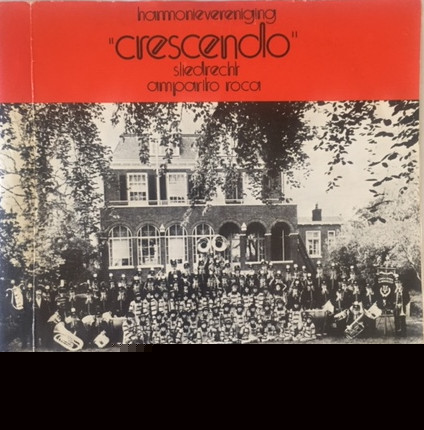 harmonievereniging
"crescendo"
sliedrecht
amparito roca